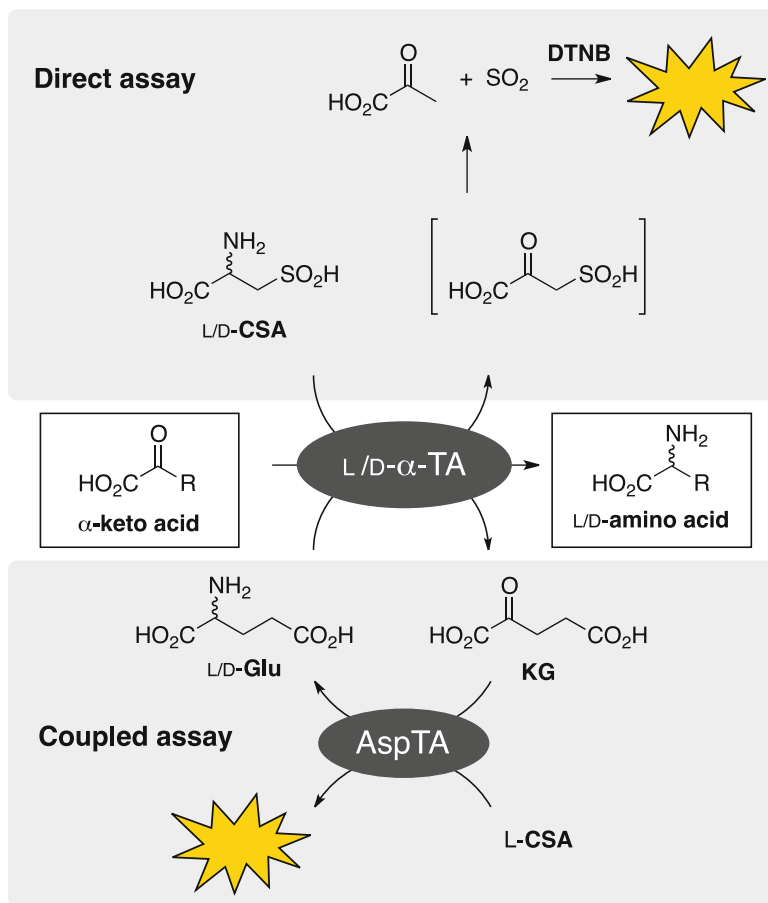 Direct assay
O
HO₂C
+ SO₂
DTNB
NH₂
HO₂C
SO₂H
L/D-CSA
O
HO₂C
SO₂H
O
HO₂C
R
α-keto acid
L/D-α-TA
NH₂
HO₂C
R
L/D-amino acid
NH₂
HO₂C
CO₂H
L/D-Glu
O
HO₂C
CO₂H
KG
Coupled assay
AspTA
L-CSA